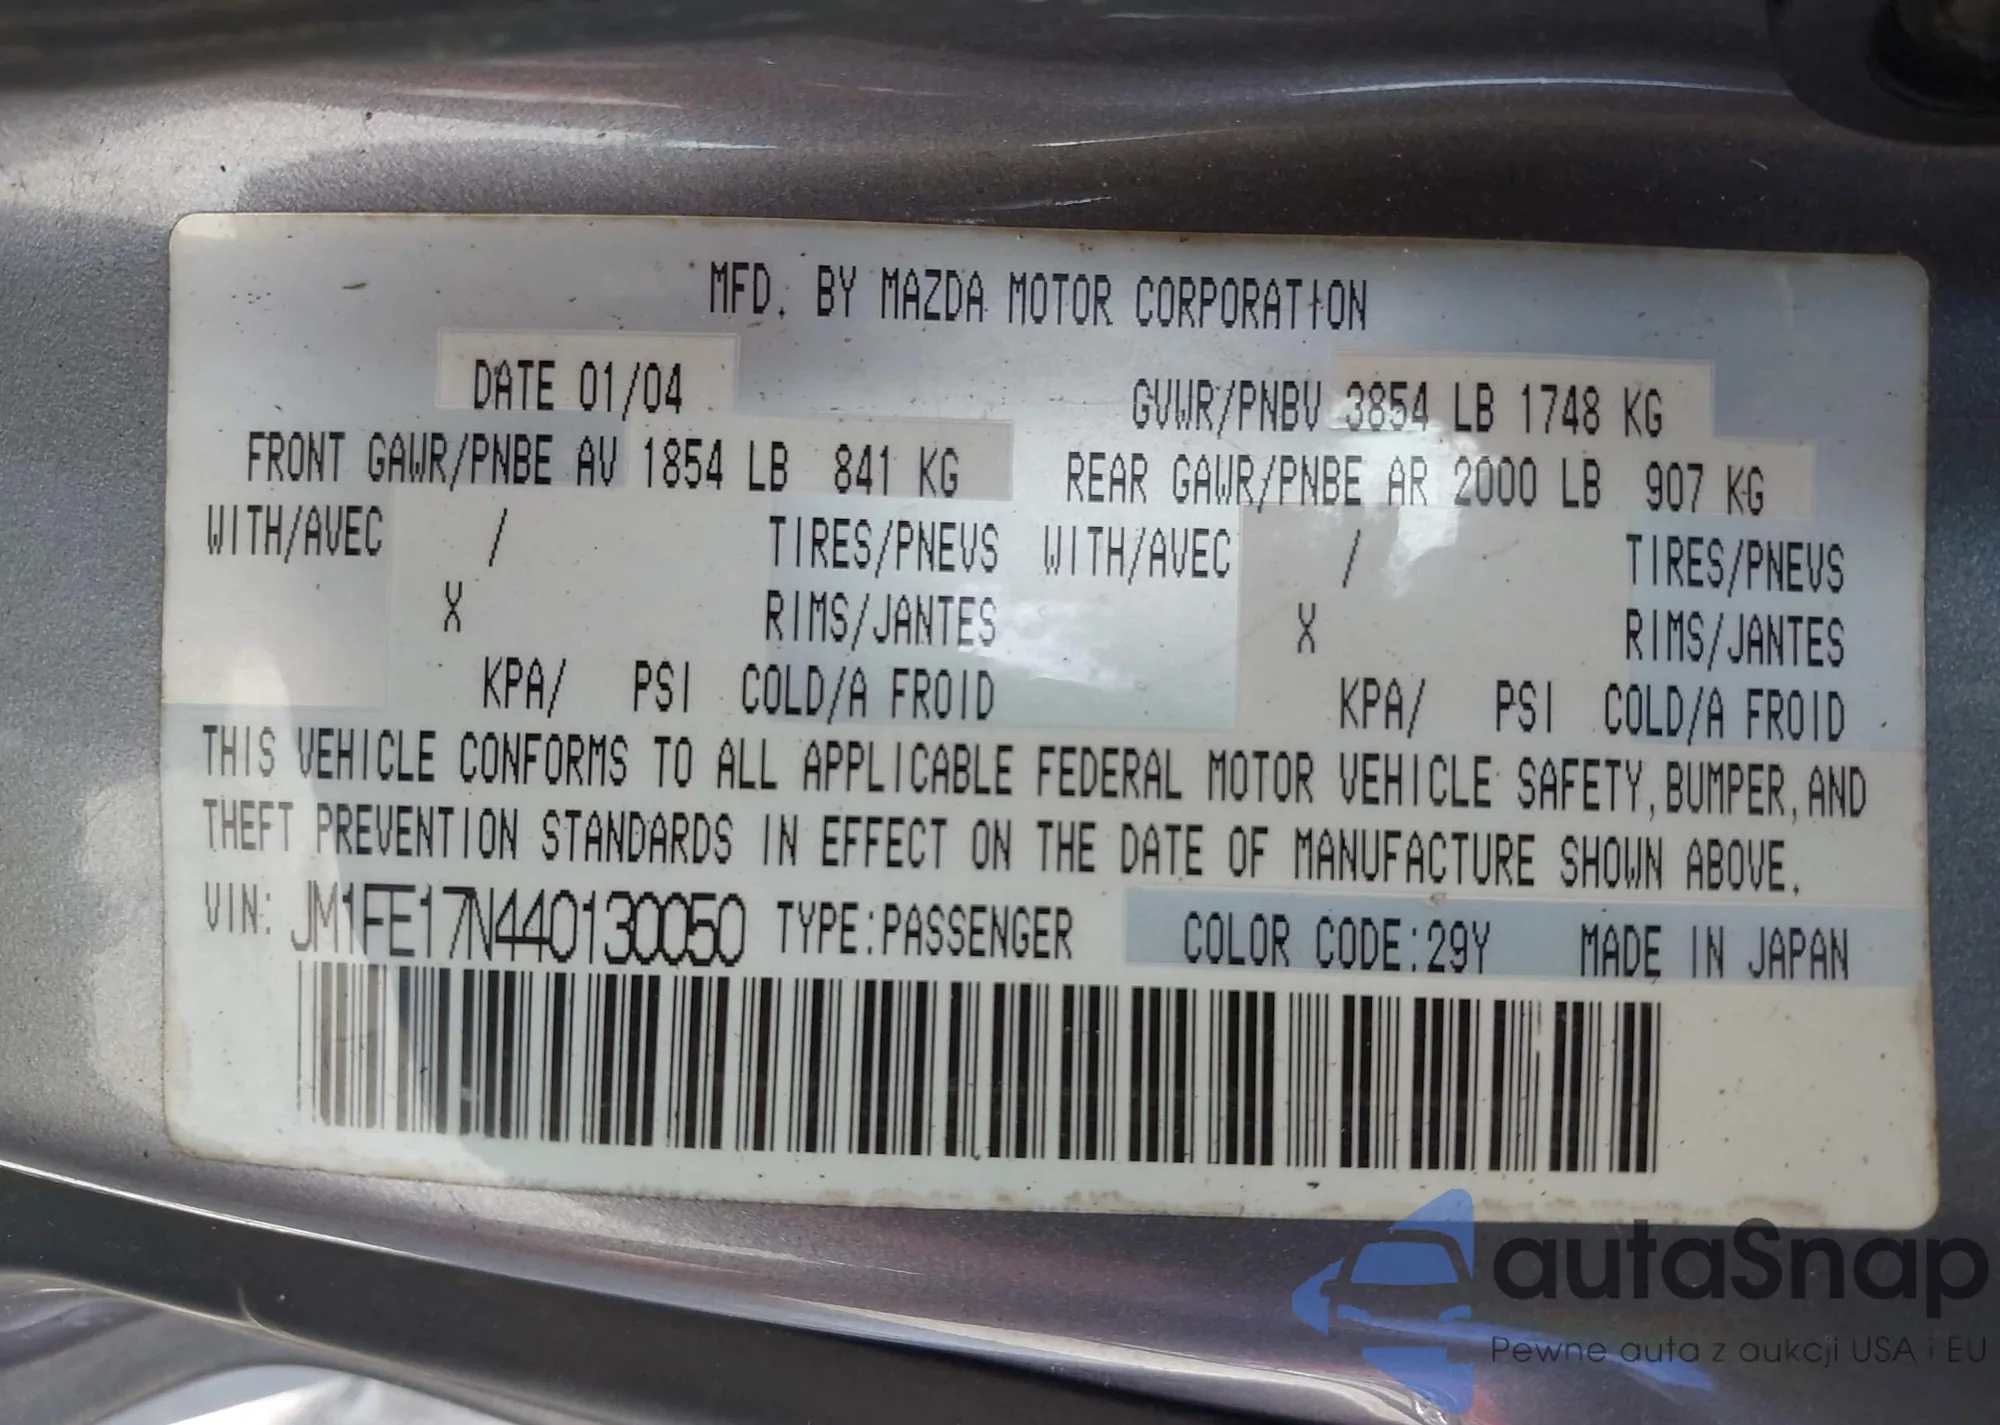 MFD. BY MAZDA MOTOR CORPORATION
DATE 01/04 GVWR/PNBV 3854 LB 1748 KG
FRONT GAWR/PNBE AV 1854 LB 841 KG REAR GAWR/PNBE AR 2000 LB 907 KG
WITH/AVEC / TIRES/PNEUS WITH/AVEC / TIRES/PNEUS
X RIMS/JANTES X RIMS/JANTES
KPA/ PSI COLD/A FROID KPA/ PSI COLD/A FROID
THIS VEHICLE CONFORMS TO ALL APPLICABLE FEDERAL MOTOR VEHICLE SAFETY, BUMPER, AND
THEFT PREVENTION STANDARDS IN EFFECT ON THE DATE OF MANUFACTURE SHOWN ABOVE.
VIN: JM1FE17N440130050 TYPE:PASSENGER COLOR CODE:29Y MADE IN JAPAN
autaSnap
Pewne auta z aukcji USA i EU